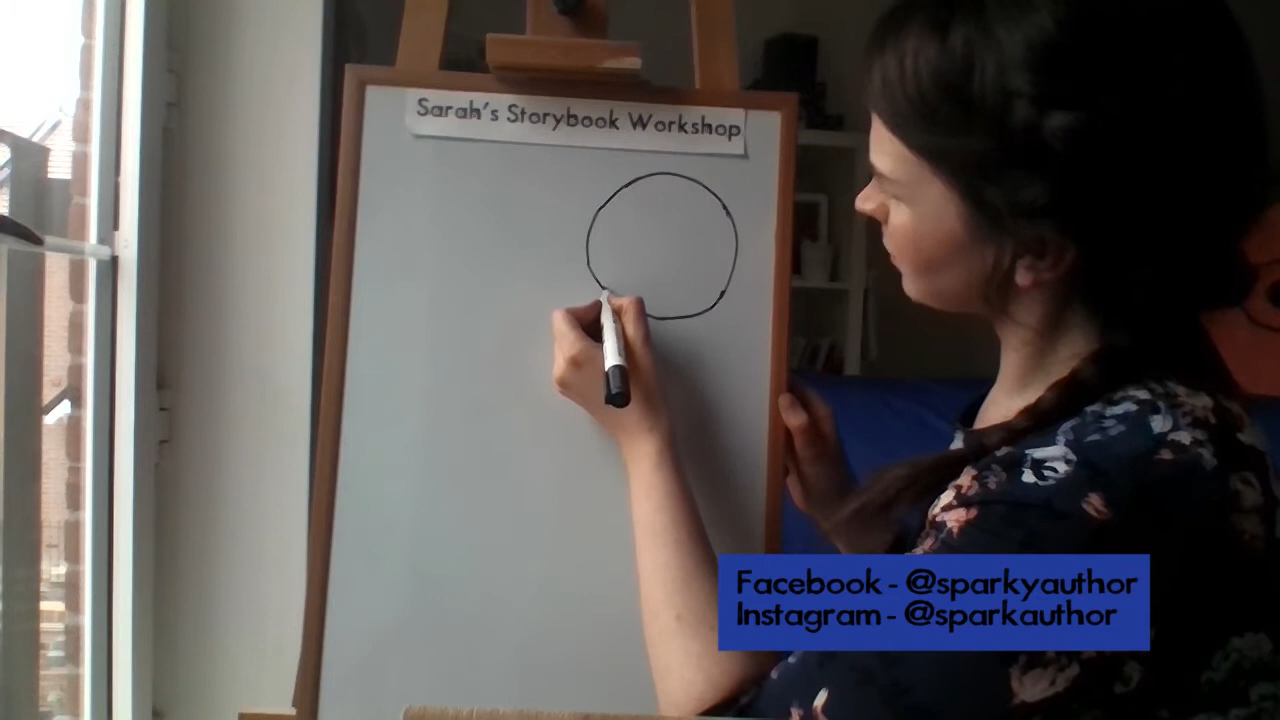 Sarah's Storybook Workshop
Facebook - @sparkyauthor
Instagram - @sparkauthor